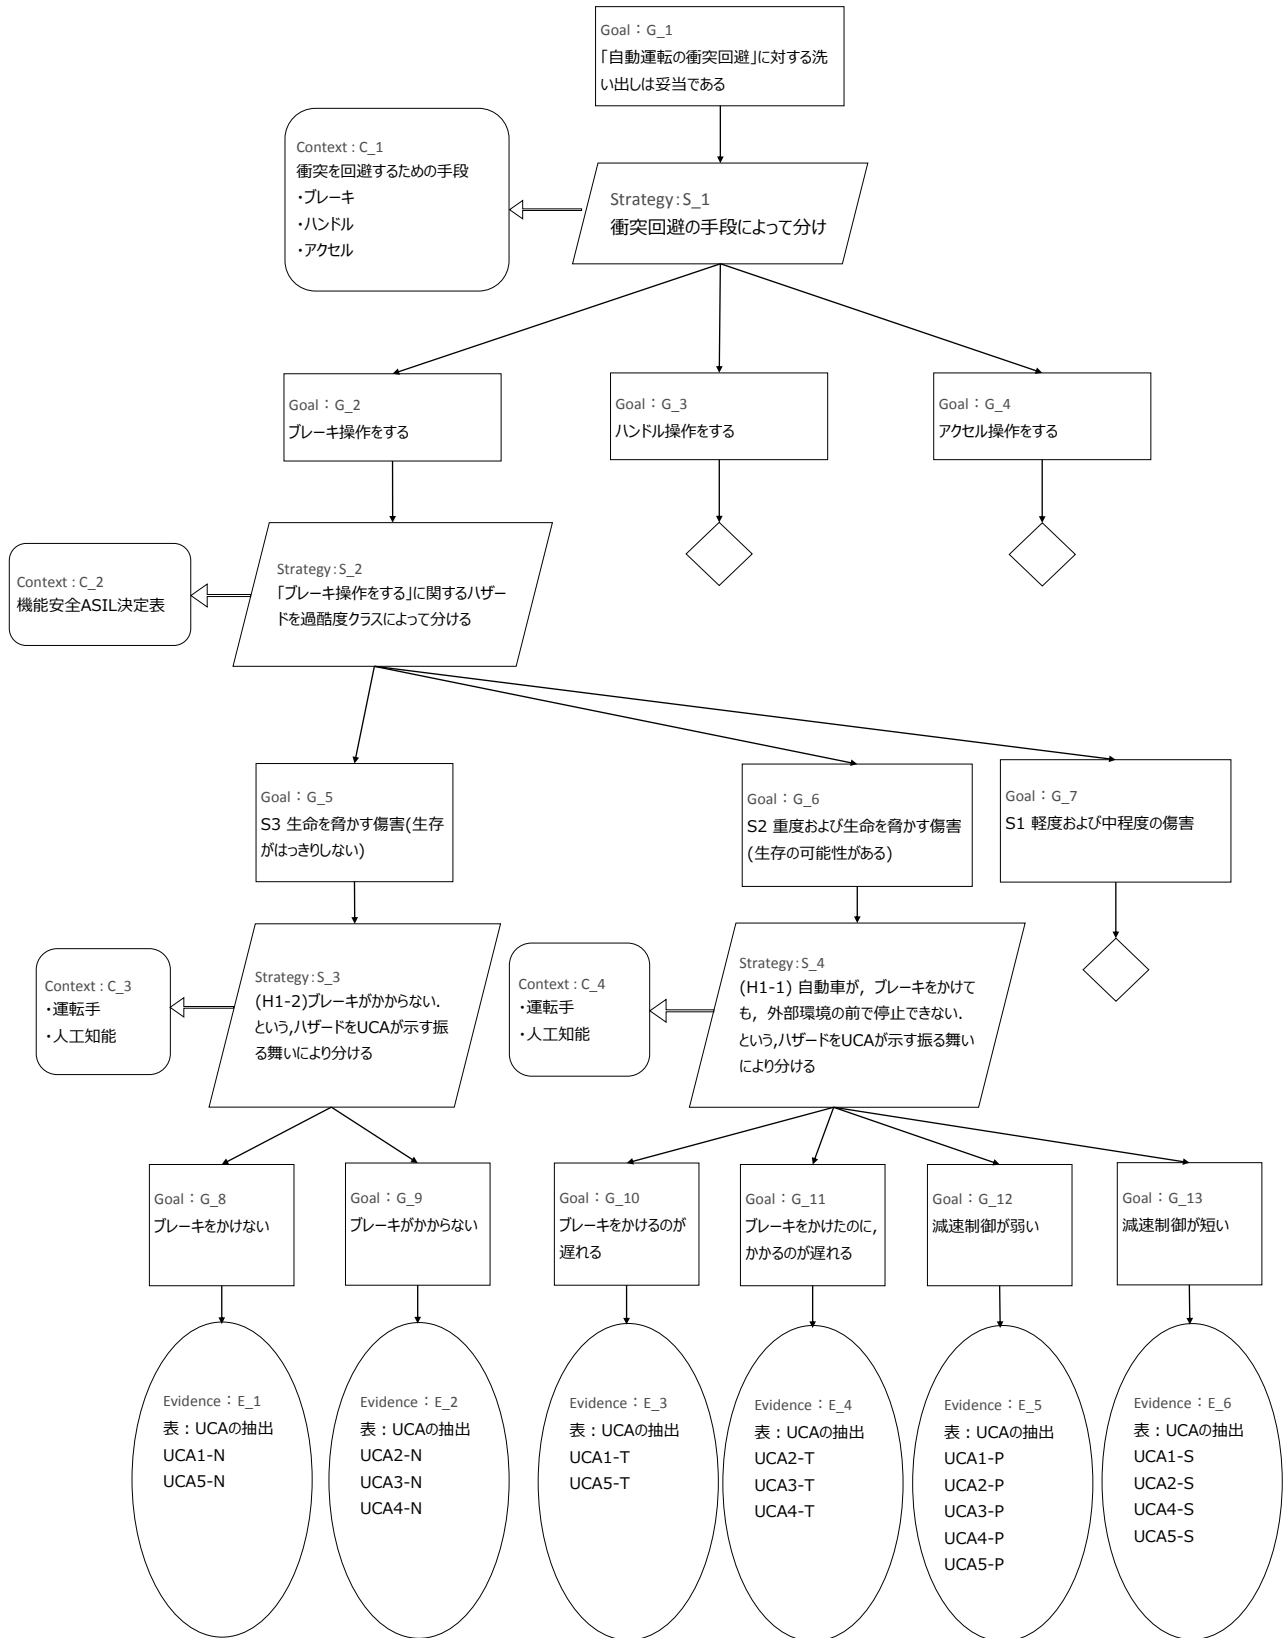 Goal：G_1
「自動運転の衝突回避」に対する洗
い出しは妥当である
Context : C_1
衝突を回避するための手段
・ブレーキ
・ハンドル
・アクセル
Strategy:S_1
衝突回避の手段によって分け
Goal：G_2
ブレーキ操作をする
Goal：G_3
ハンドル操作をする
Goal：G_4
アクセル操作をする
Context : C_2
機能安全ASIL決定表
Strategy:S_2
「ブレーキ操作をする」に関するハザー
ドを過酷度クラスによって分ける
Goal：G_5
S3 生命を脅かす傷害(生存
がはっきりしない)
Goal：G_6
S2 重度および生命を脅かす傷害
(生存の可能性がある)
Goal：G_7
S1 軽度および中程度の傷害
Context : C_3
・運転手
・人工知能
Strategy:S_3
(H1-2)ブレーキがかからない.
という,ハザードをUCAが示す振
る舞いにより分ける
Context : C_4
・運転手
・人工知能
Strategy:S_4
(H1-1) 自動車が，ブレーキをかけて
も，外部環境の前で停止できない.
という,ハザードをUCAが示す振る舞い
により分ける
Goal：G_8
ブレーキをかけない
Goal：G_9
ブレーキがかからない
Goal：G_10
ブレーキをかけるのが
遅れる
Goal：G_11
ブレーキをかけたのに,
かかるのが遅れる
Goal：G_12
減速制御が弱い
Goal：G_13
減速制御が短い
Evidence：E_1
表：UCAの抽出
UCA1-N
UCA5-N
Evidence：E_2
表：UCAの抽出
UCA2-N
UCA3-N
UCA4-N
Evidence：E_3
表：UCAの抽出
UCA1-T
UCA5-T
Evidence：E_4
表：UCAの抽出
UCA2-T
UCA3-T
UCA4-T
Evidence：E_5
表：UCAの抽出
UCA1-P
UCA2-P
UCA3-P
UCA4-P
UCA5-P
Evidence：E_6
表：UCAの抽出
UCA1-S
UCA2-S
UCA4-S
UCA5-S